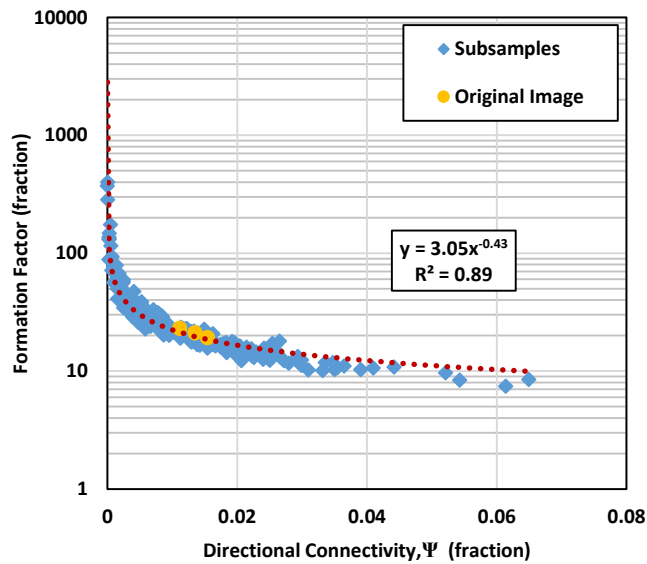 10000
1000
100
10
1
Formation Factor (fraction)
Subsamples
Original Image
y = 3.05x^-0.43
R² = 0.89
0
0.02
0.04
0.06
0.08
Directional Connectivity,Ψ (fraction)